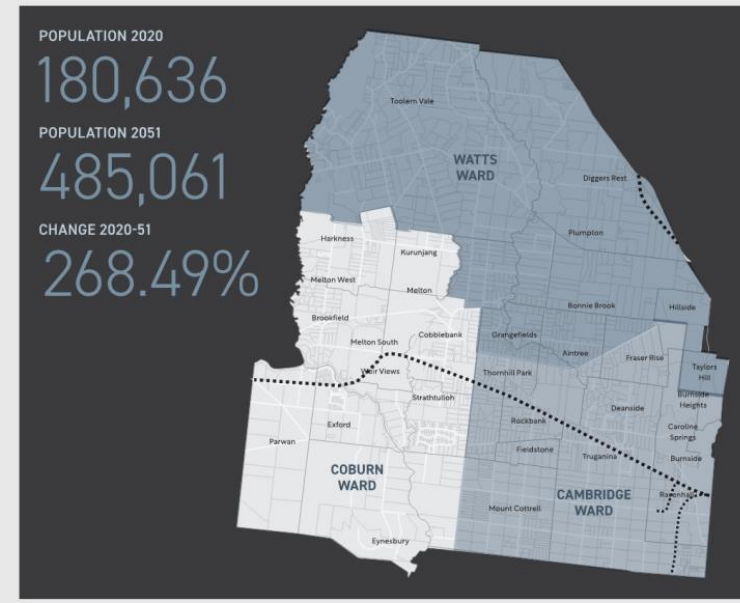 POPULATION 2020
180,636
POPULATION 2051
485,061
CHANGE 2020-51
268.49%
Toolern Vale
WATTS
WARD
Diggers Rest
Plumpton
Harkness
Kurunjang
Melton West
Melton
Bonnie Brook
Hillside
Brookfield
Cobblebank
Grangefields
Melton South
Aintree
Fraser Rise
Taylors
Hill
Weir Views
Thornhill Park
Strathtulloh
Deanside
Burnside
Heights
Exford
Rockbank
Caroline
Springs
Parwan
Fieldstone
Truganina
Burnside
COBURN
WARD
CAMBRIDGE
WARD
Ravenhall
Mount Cottrell
Eynesbury